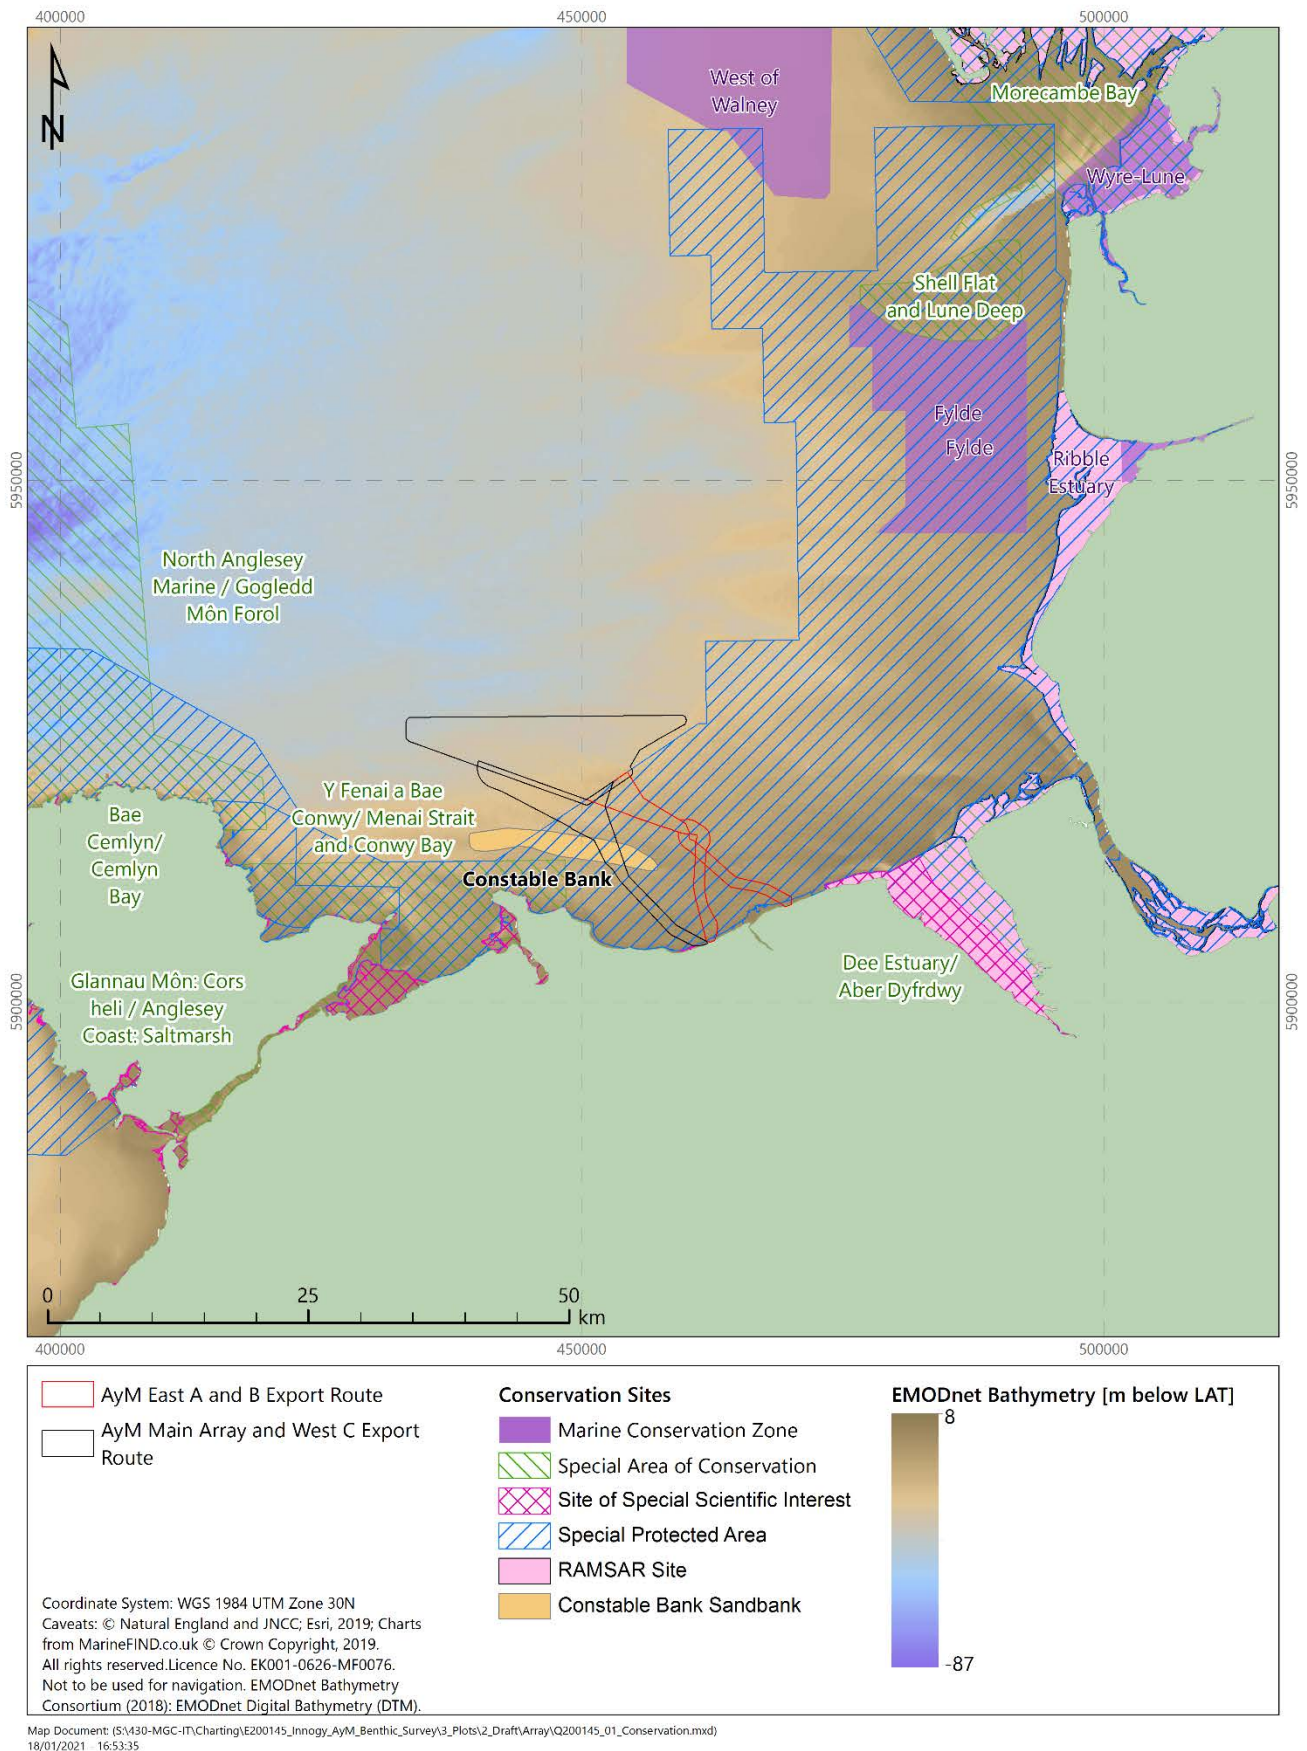 400000
450000
500000
N
West of
Walney
Morecambe Bay
Wyre-Lune
Shell Flat
and Lune Deep
Fylde
Fylde
Ribble
Estuary
5950000
5950000
North Anglesey
Marine / Gogledd
Môn Forol
Y Fenai a Bae
Conwy/ Menai Strait
and Conwy Bay
Bae
Cemlyn/
Cemlyn
Bay
Constable Bank
Dee Estuary/
Aber Dyfrdwy
Glannau Môn: Cors
heli / Anglesey
Coast: Saltmarsh
5900000
5900000
0
25
50
km
400000
450000
500000
AyM East A and B Export Route
AyM Main Array and West C Export
Route
Conservation Sites
Marine Conservation Zone
Special Area of Conservation
Site of Special Scientific Interest
Special Protected Area
RAMSAR Site
Constable Bank Sandbank
EMODnet Bathymetry [m below LAT]
8
-87
Coordinate System: WGS 1984 UTM Zone 30N
Caveats: © Natural England and JNCC; Esri, 2019; Charts
from MarineFIND.co.uk © Crown Copyright, 2019.
All rights reserved.Licence No. EK001-0626-MF0076.
Not to be used for navigation. EMODnet Bathymetry
Consortium (2018): EMODnet Digital Bathymetry (DTM).
Map Document: (S:\430-MGC-IT\Charting\E200145_Innogy_AyM_Benthic_Survey\3_Plots\2_Draft\Array\Q200145_01_Conservation.mxd)
18/01/2021 - 16:53:35